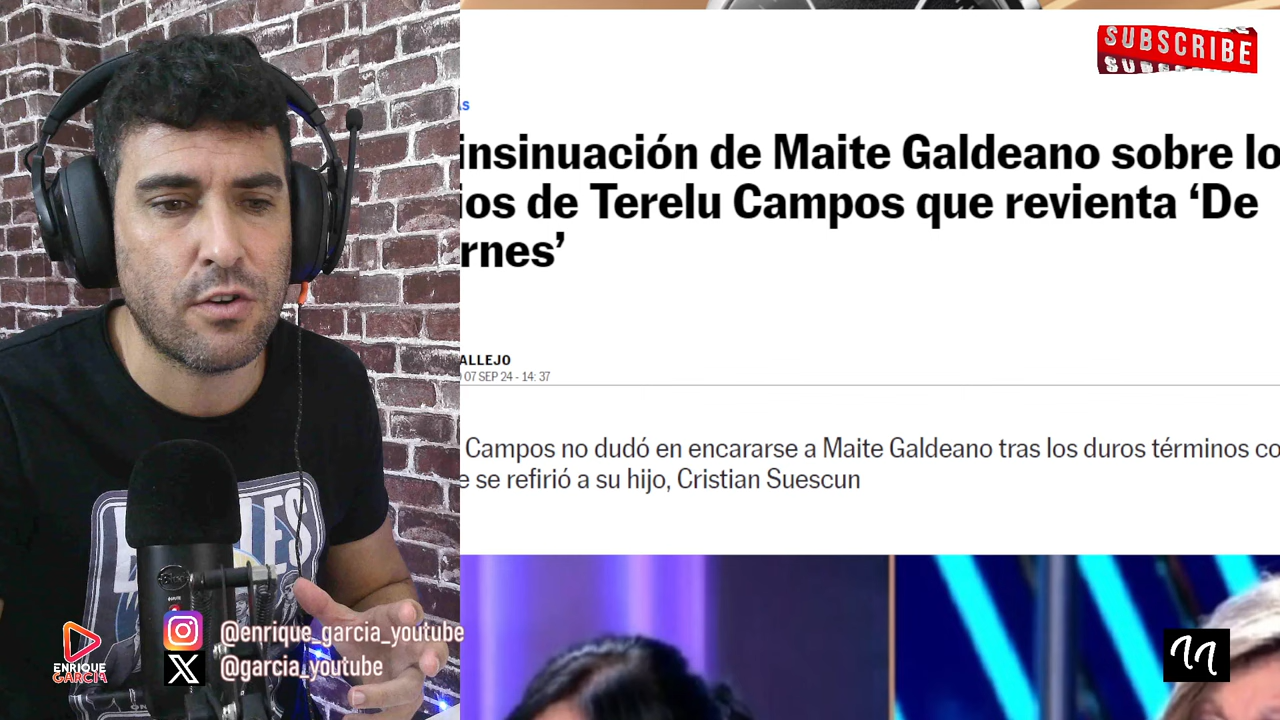 SUBSCRIBE
s
insinuación de Maite Galdeano sobre lo
ios de Terelu Campos que revienta ‘De
rnes’
ALLEJO
07 SEP 24 - 14:37
Campos no dudó en encararse a Maite Galdeano tras los duros términos co
e se refirió a su hijo, Cristian Suescun
@enrique_garcia_youtube
@garcia_youtube
ENRIQUE
GARCIA